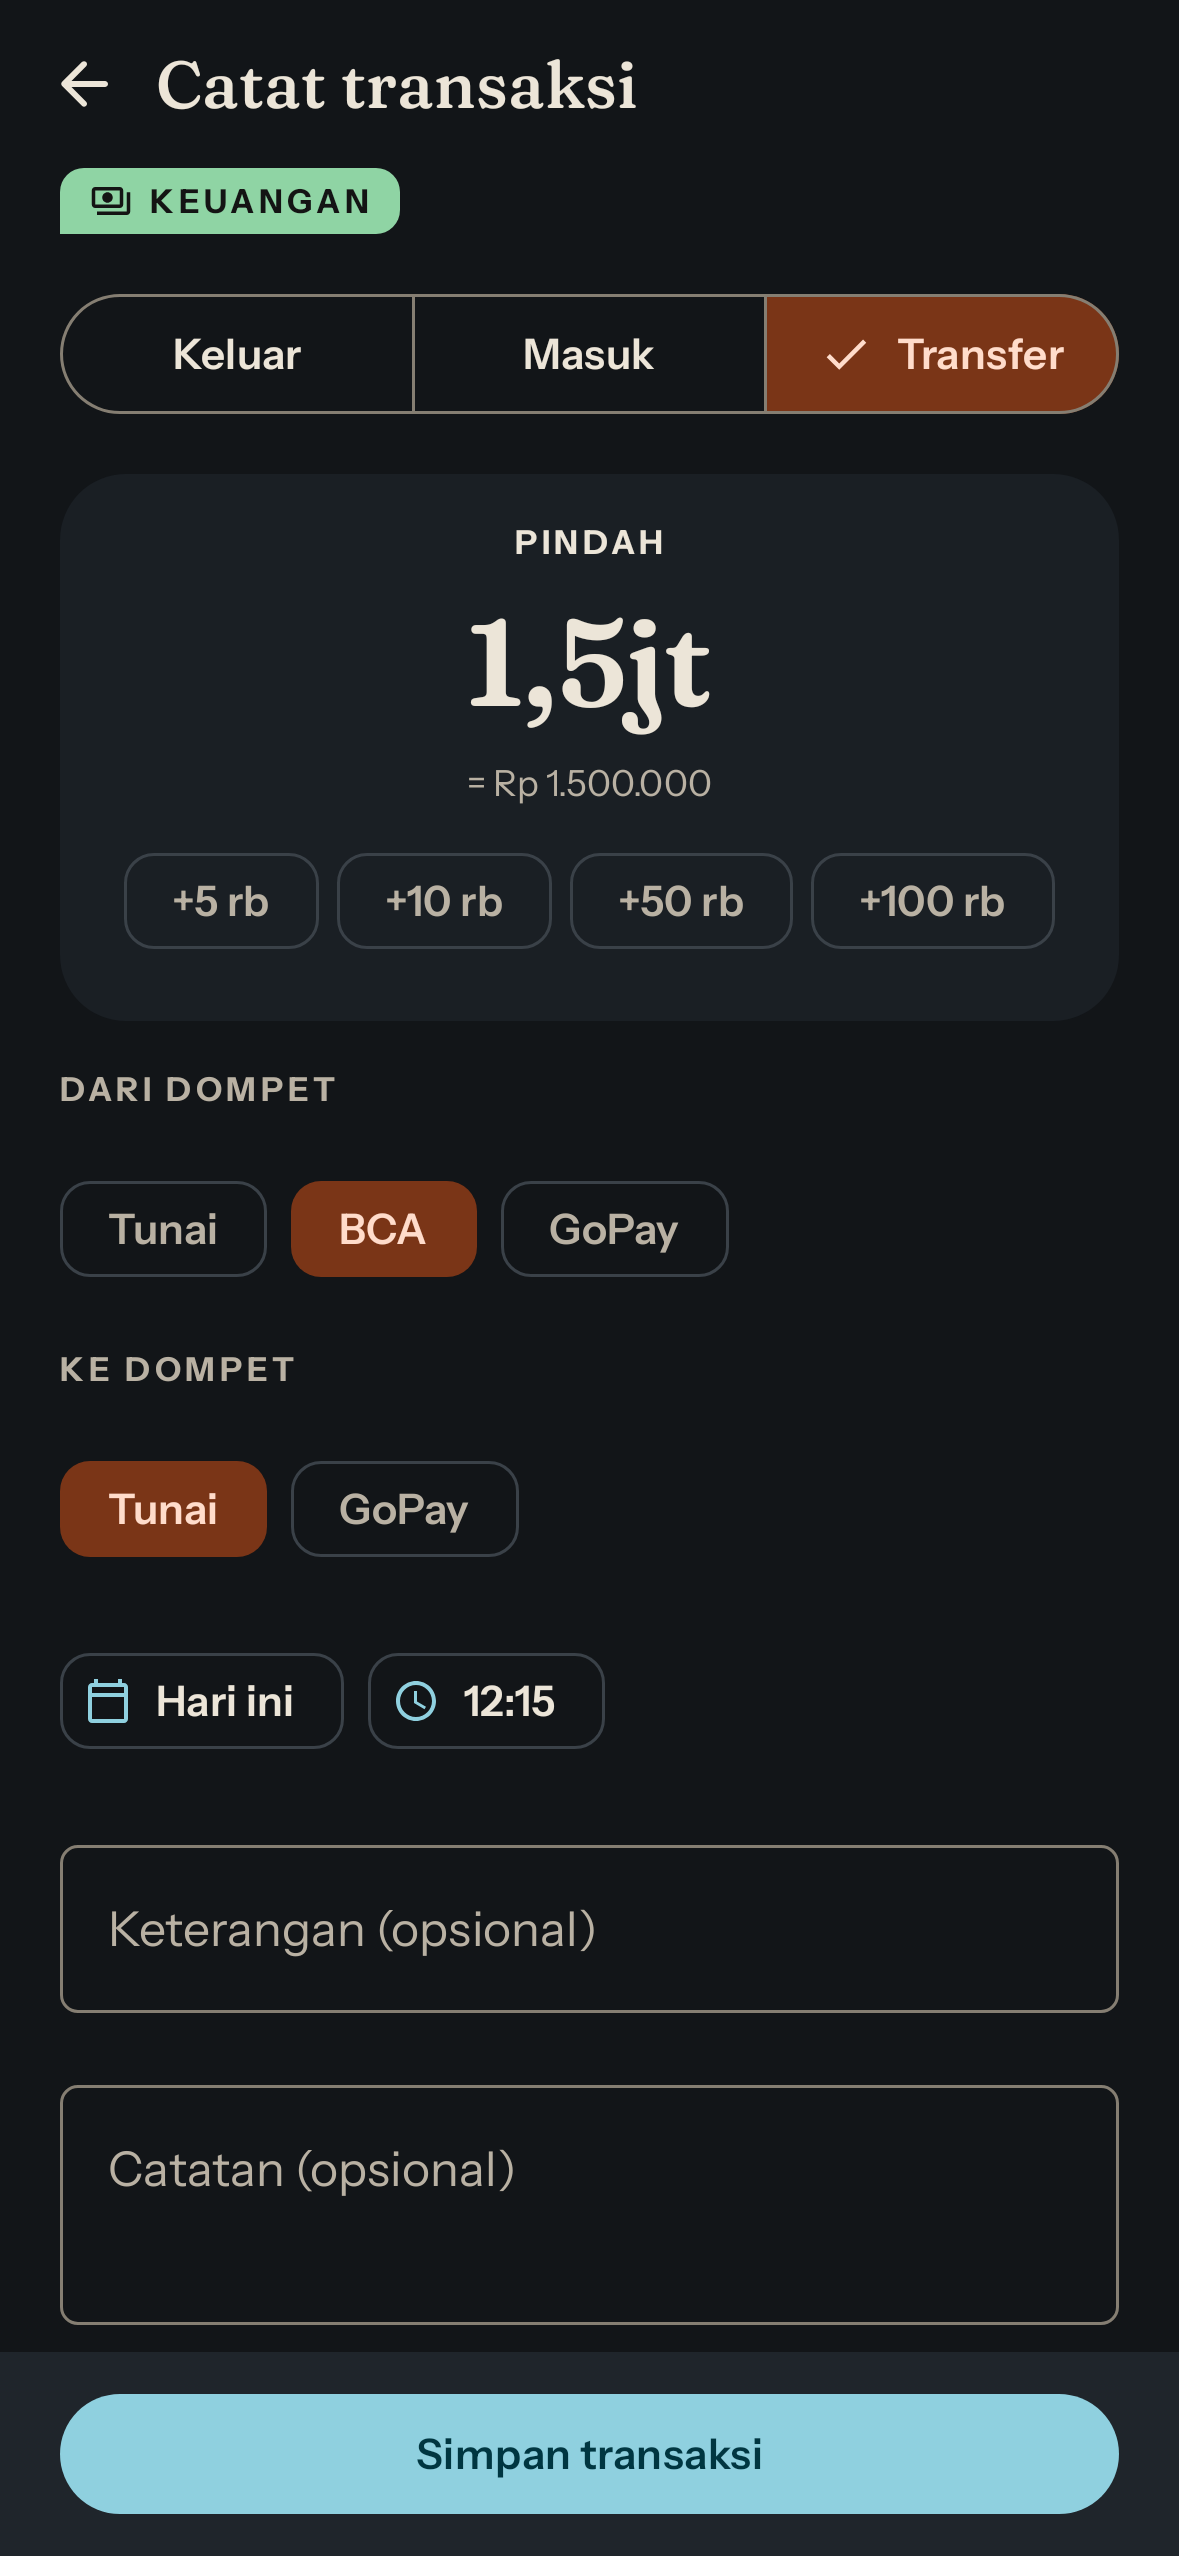 Catat transaksi
KEUANGAN
Keluar Masuk Transfer
PINDAH
1,5jt
= Rp 1.500.000
+5 rb +10 rb +50 rb +100 rb
DARI DOMPET
Tunai BCA GoPay
KE DOMPET
Tunai GoPay
Hari ini 12:15
Keterangan (opsional)
Catatan (opsional)
Simpan transaksi